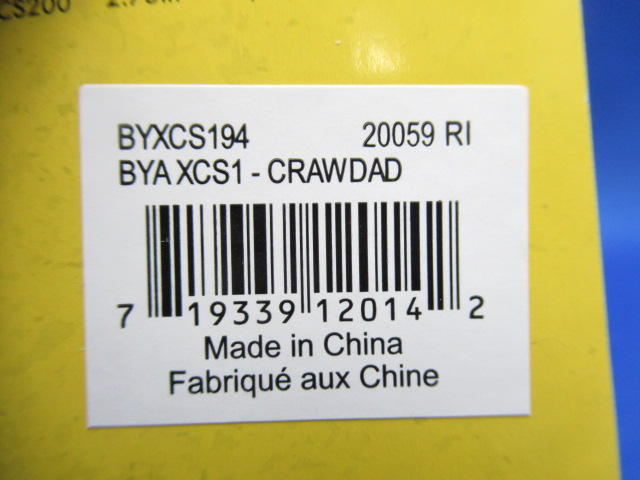 BYXCS194 20059 RI
BYA XCS1 - CRAWDAD
7 19339 12014 2
Made in China
Fabriqué aux Chine